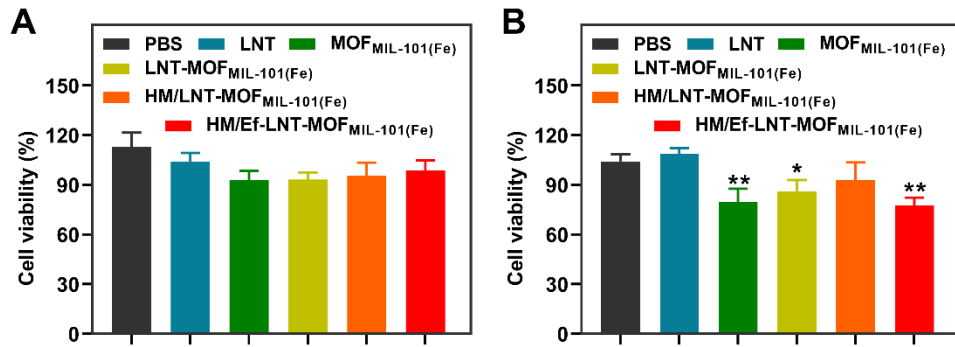 A
PBS LNT MOFMIL-101(Fe)
LNT-MOFMIL-101(Fe)
HM/LNT-MOFMIL-101(Fe)
HM/Ef-LNT-MOFMIL-101(Fe)
Cell viability (%)
150
120
90
60
30
0
B
PBS LNT MOFMIL-101(Fe)
LNT-MOFMIL-101(Fe)
HM/LNT-MOFMIL-101(Fe)
HM/Ef-LNT-MOFMIL-101(Fe)
Cell viability (%)
150
120
90
60
30
0
** * **